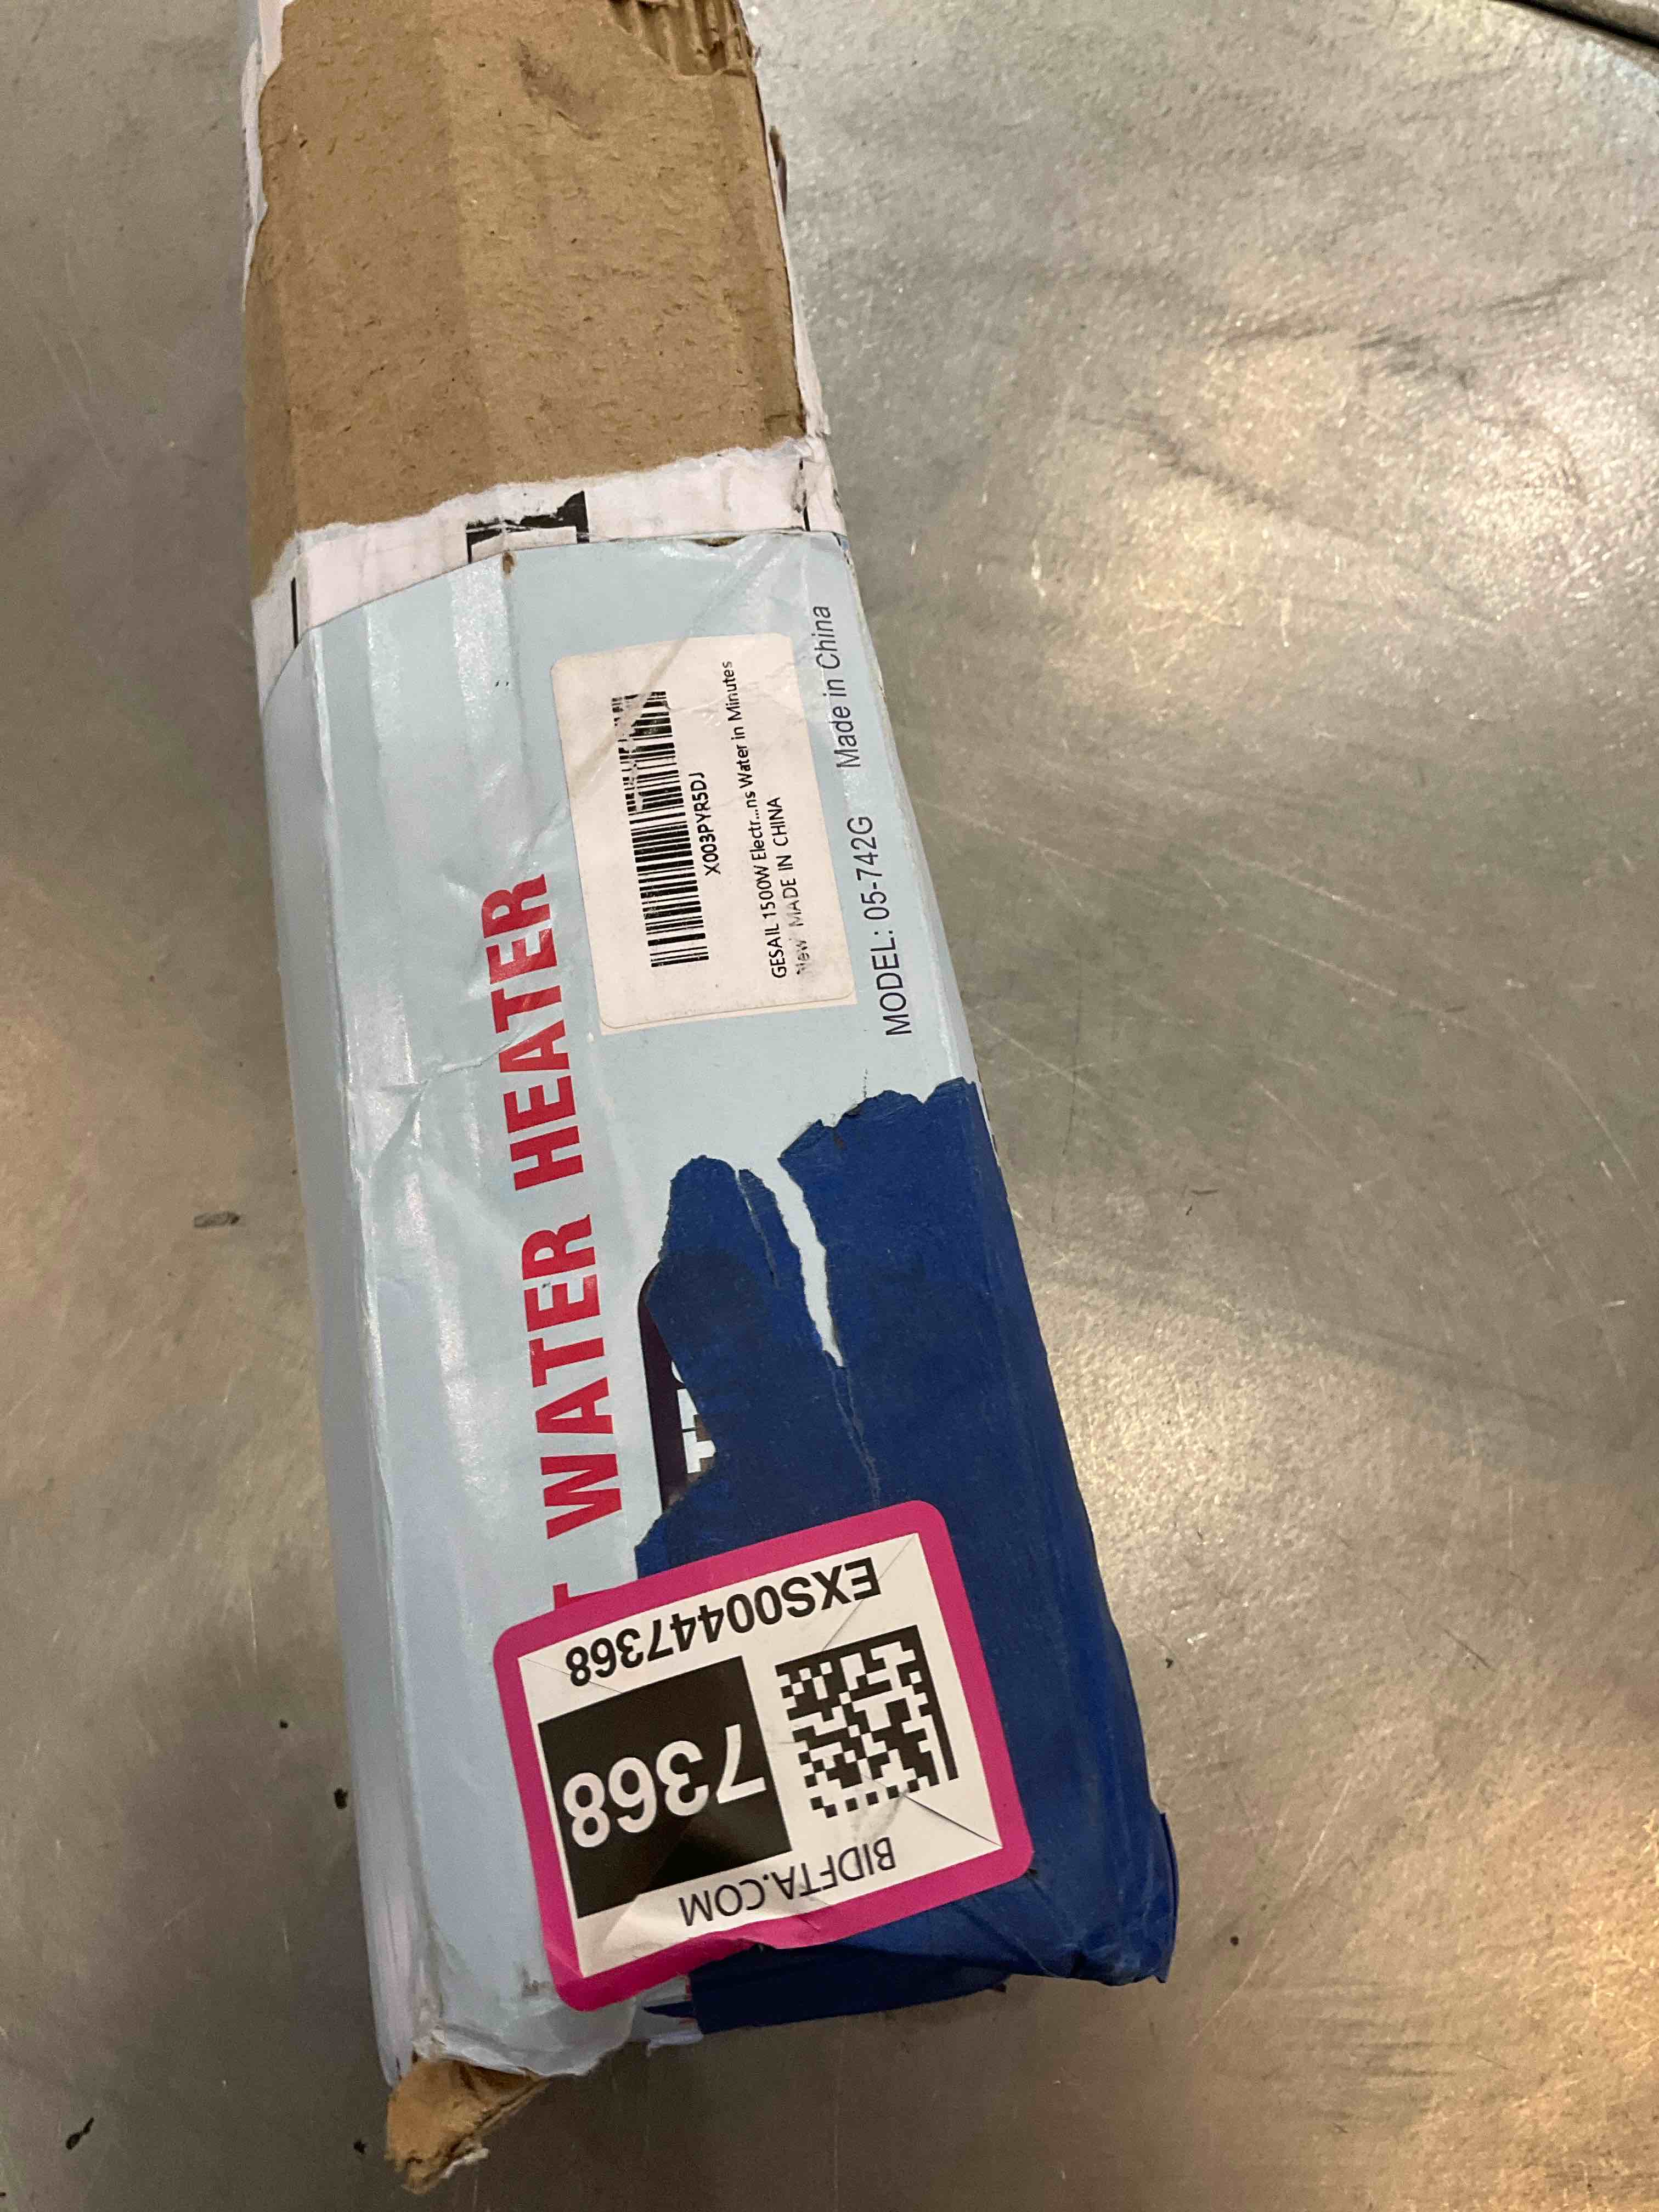 WATER HEATER
X003PYR5DJ
GESAIL 1500W Electr...ns Water in Minutes
New MADE IN CHINA
MODEL: 05-742G Made in China
BIDFTA.COM
7368
EXS00447368